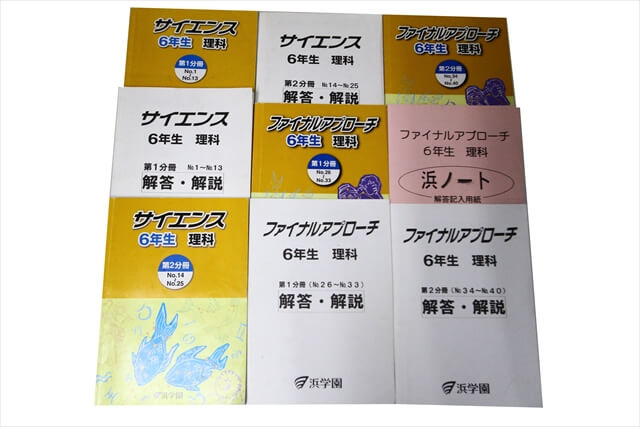 サイエンス
6年生 理科
第1分冊
No.1
No.13
サイエンス
6年生 理科
第2分冊 №14〜№25
解答・解説
ファイナルアプローチ
6年生 理科
第2分冊
No.34
No.40
サイエンス
6年生 理科
第1分冊 №1〜№13
解答・解説
ファイナルアプローチ
6年生 理科
第1分冊
No.26
No.33
ファイナルアプローチ
6年生 理科
浜ノート
解答記入用紙
サイエンス
6年生 理科
第2分冊
No.14
No.25
ファイナルアプローチ
6年生 理科
第1分冊(№26〜№33)
解答・解説
浜学園
ファイナルアプローチ
6年生 理科
第2分冊(№34〜№40)
解答・解説
浜学園